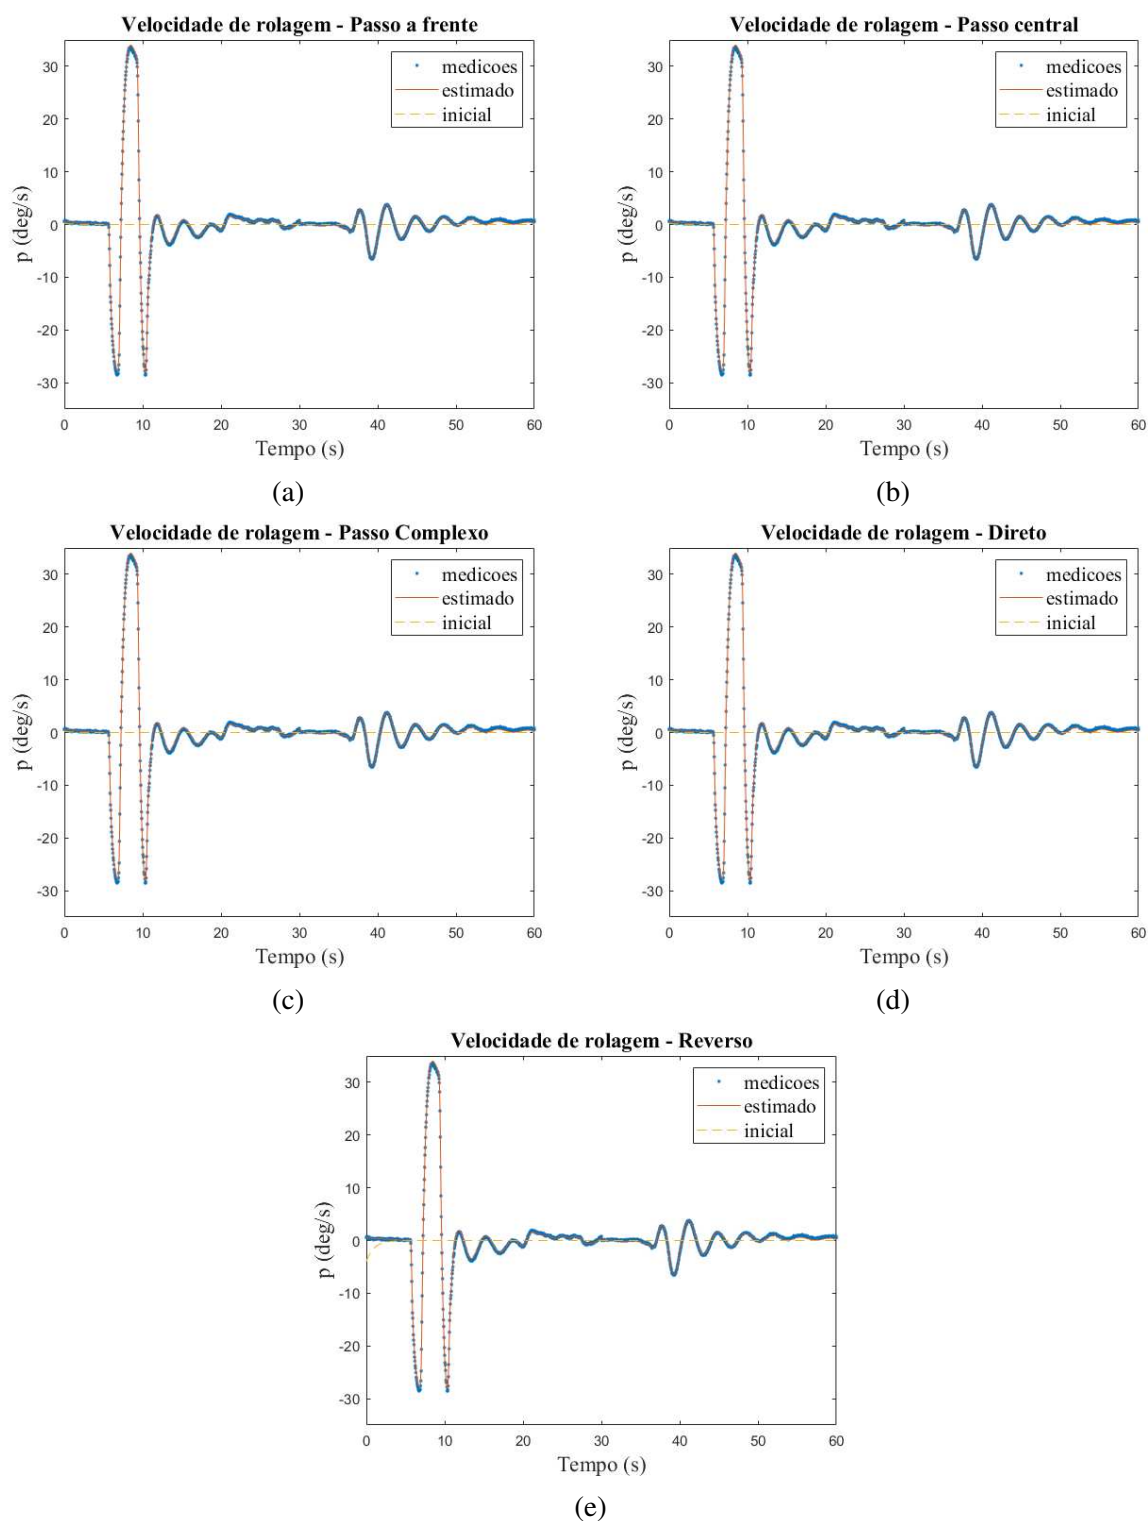 Velocidade de rolagem - Passo a frente
p (deg/s)
30
20
10
0
-10
-20
-30
medicoes
estimado
inicial
0 10 20 30 40 50 60
Tempo (s)
(a)
Velocidade de rolagem - Passo central
p (deg/s)
30
20
10
0
-10
-20
-30
medicoes
estimado
inicial
0 10 20 30 40 50 60
Tempo (s)
(b)
Velocidade de rolagem - Passo Complexo
p (deg/s)
30
20
10
0
-10
-20
-30
medicoes
estimado
inicial
0 10 20 30 40 50 60
Tempo (s)
(c)
Velocidade de rolagem - Direto
p (deg/s)
30
20
10
0
-10
-20
-30
medicoes
estimado
inicial
0 10 20 30 40 50 60
Tempo (s)
(d)
Velocidade de rolagem - Reverso
p (deg/s)
30
20
10
0
-10
-20
-30
medicoes
estimado
inicial
0 10 20 30 40 50 60
Tempo (s)
(e)